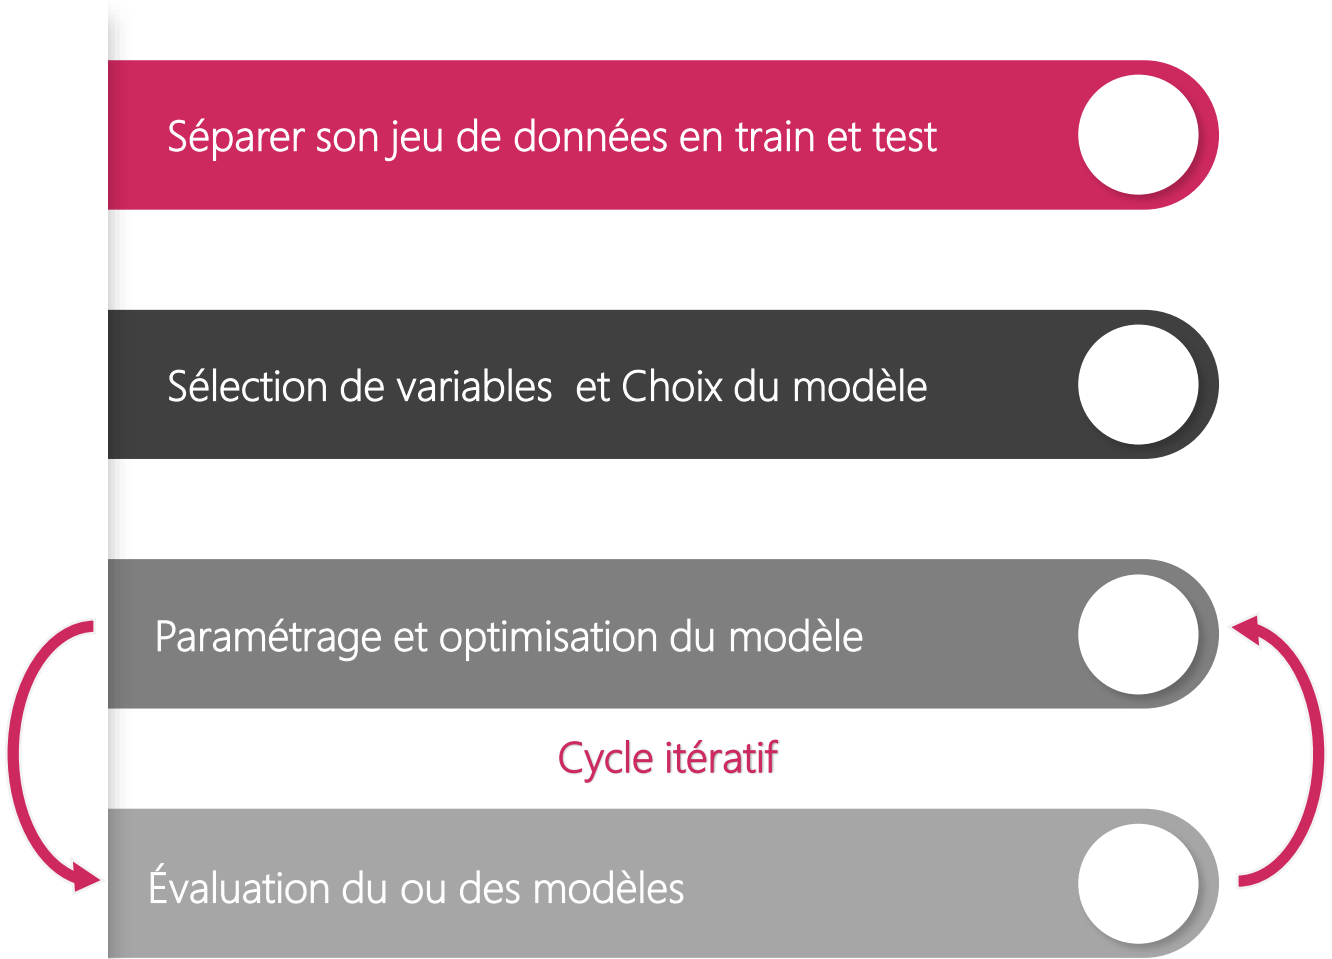 Séparer son jeu de données en train et test
Sélection de variables et Choix du modèle
Paramétrage et optimisation du modèle
Cycle itératif
Évaluation du ou des modèles